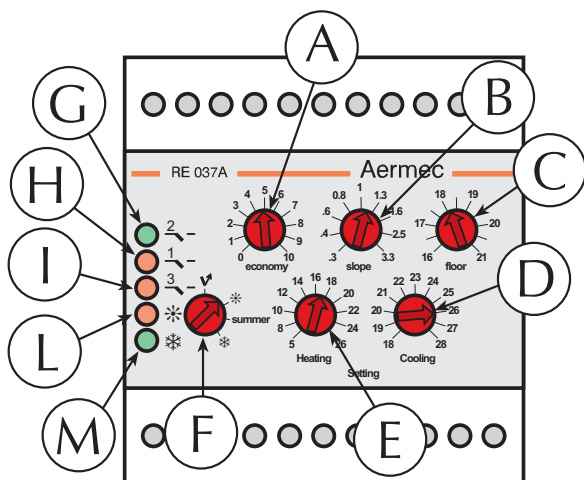 A
G
B
H
C
I
D
L
M
F
E
RE 037A
Aermec
0 1 2 3 4 5 6 7 8 9 10
economy
.3 .4 .6 0.8 1 1.3 1.6 2.5 3.3
slope
16 17 18 19 20 21
floor
2
1
3
summer
5 8 10 12 14 16 18 20 22 24 26
Heating
18 19 20 21 22 23 24 25 26 27 28
Cooling
Setting